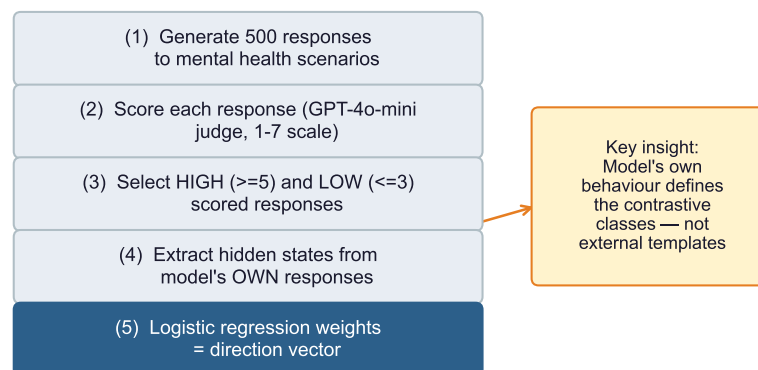 (1) Generate 500 responses
to mental health scenarios
(2) Score each response (GPT-4o-mini
judge, 1-7 scale)
(3) Select HIGH (>=5) and LOW (<=3)
scored responses
(4) Extract hidden states from
model's OWN responses
(5) Logistic regression weights
= direction vector
Key insight:
Model's own
behaviour defines
the contrastive
classes — not
external templates